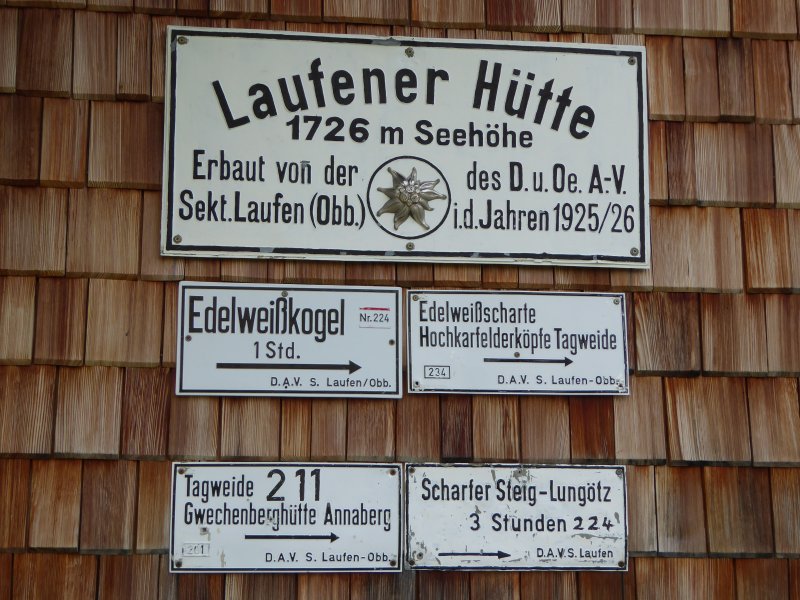 Laufener Hütte
1726 m Seehöhe
Erbaut von der des D. u. Oe. A.-V.
Sekt. Laufen (Obb.) i. d. Jahren 1925/26
Edelweißkogel
Nr. 224
1 Std.
D.A.V. S. Laufen/Obb.
Edelweißscharte
Hochkarfelderköpfe Tagweide
234
D.A.V. S. Laufen-Obb.
Tagweide 211
Gwechenberghütte Annaberg
201
D.A.V. S. Laufen-Obb.
Scharfer Steig-Lungötz
3 Stunden 224
D.A.V.S. Laufen